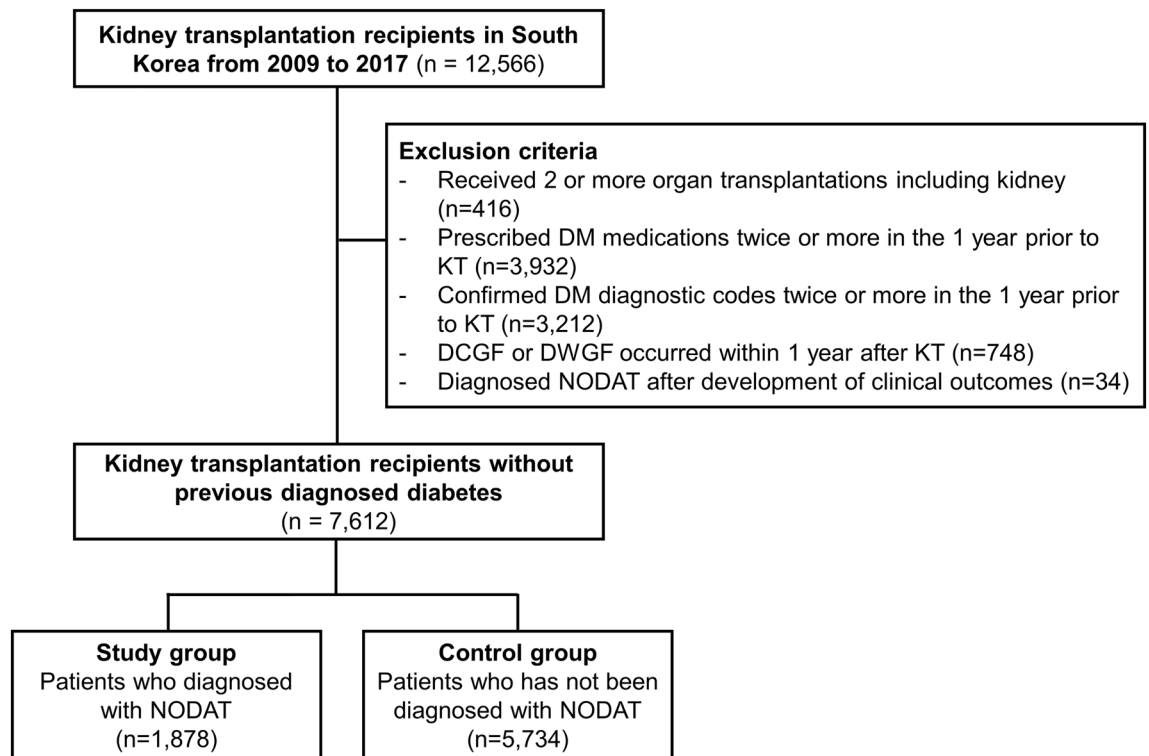 Kidney transplantation recipients in South
Korea from 2009 to 2017 (n = 12,566)
Exclusion criteria
- Received 2 or more organ transplantations including kidney
(n=416)
- Prescribed DM medications twice or more in the 1 year prior to
KT (n=3,932)
- Confirmed DM diagnostic codes twice or more in the 1 year prior
to KT (n=3,212)
- DCGF or DWGF occurred within 1 year after KT (n=748)
- Diagnosed NODAT after development of clinical outcomes (n=34)
Kidney transplantation recipients without
previous diagnosed diabetes
(n = 7,612)
Study group
Patients who diagnosed
with NODAT
(n=1,878)
Control group
Patients who has not been
diagnosed with NODAT
(n=5,734)